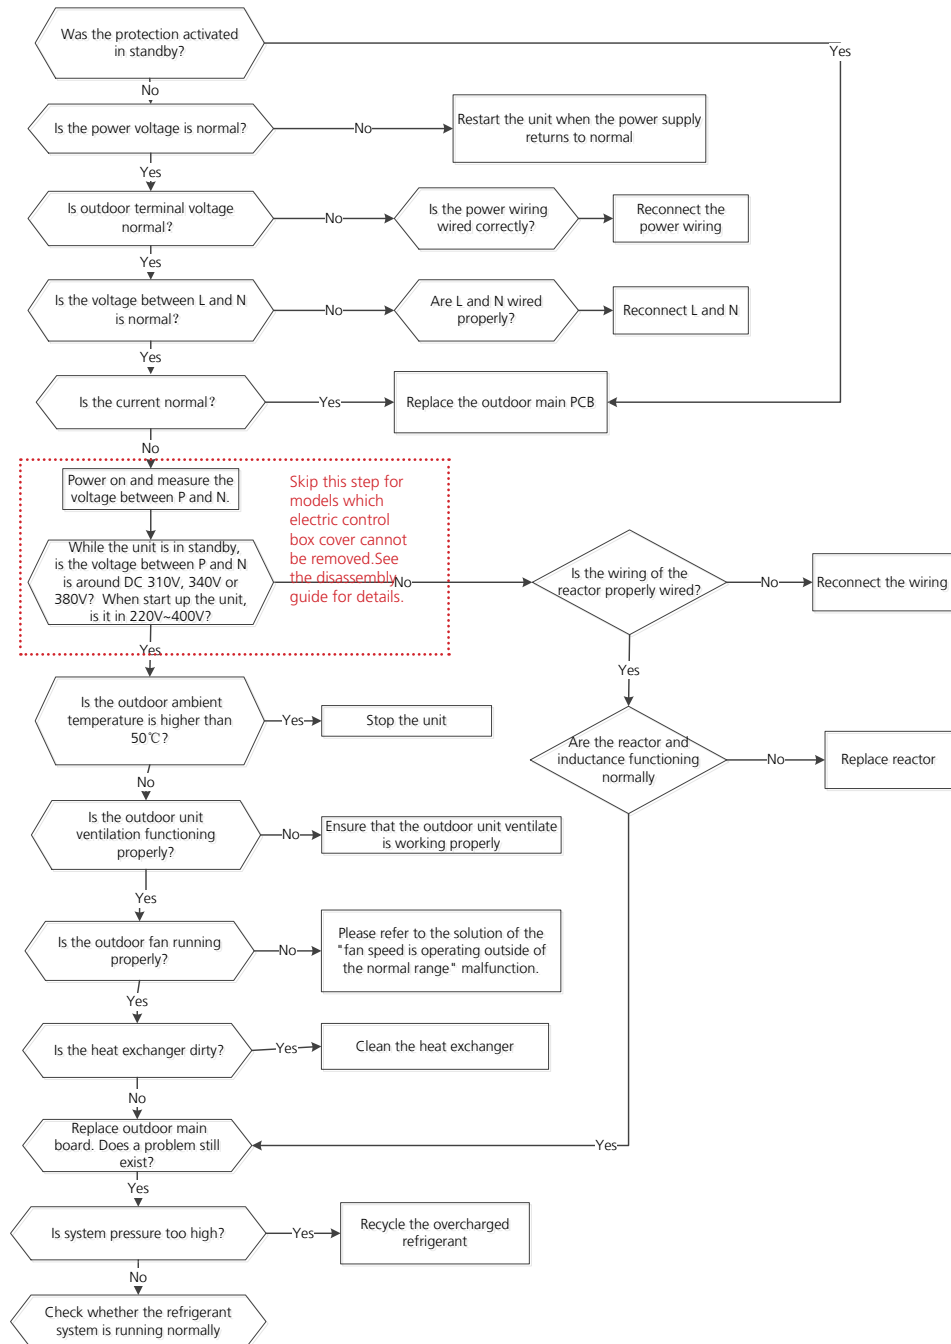 Was the protection activated
in standby?
Yes
No
Is the power voltage is normal?
No
Restart the unit when the power supply
returns to normal
Yes
Is outdoor terminal voltage
normal?
No
Is the power wiring
wired correctly?
Reconnect the
power wiring
Yes
Is the voltage between L and N
is normal?
No
Are L and N wired
properly?
Reconnect L and N
Yes
Is the current normal?
Yes
Replace the outdoor main PCB
No
Power on and measure the
voltage between P and N.
Skip this step for
models which
electric control
box cover cannot
be removed.See
the disassembly
guide for details.
While the unit is in standby,
is the voltage between P and N
is around DC 310V, 340V or
380V? When start up the unit,
is it in 220V~400V?
No
Is the wiring of the
reactor properly wired?
No
Reconnect the wiring
Yes
Yes
Is the outdoor ambient
temperature is higher than
50℃?
Yes
Stop the unit
Are the reactor and
inductance functioning
normally
No
Replace reactor
No
Is the outdoor unit
ventilation functioning
properly?
No
Ensure that the outdoor unit ventilate
is working properly
Yes
Is the outdoor fan running
properly?
No
Please refer to the solution of the
"fan speed is operating outside of
the normal range" malfunction.
Yes
Is the heat exchanger dirty?
Yes
Clean the heat exchanger
No
Replace outdoor main
board. Does a problem still
exist?
Yes
Yes
Is system pressure too high?
Yes
Recycle the overcharged
refrigerant
No
Check whether the refrigerant
system is running normally